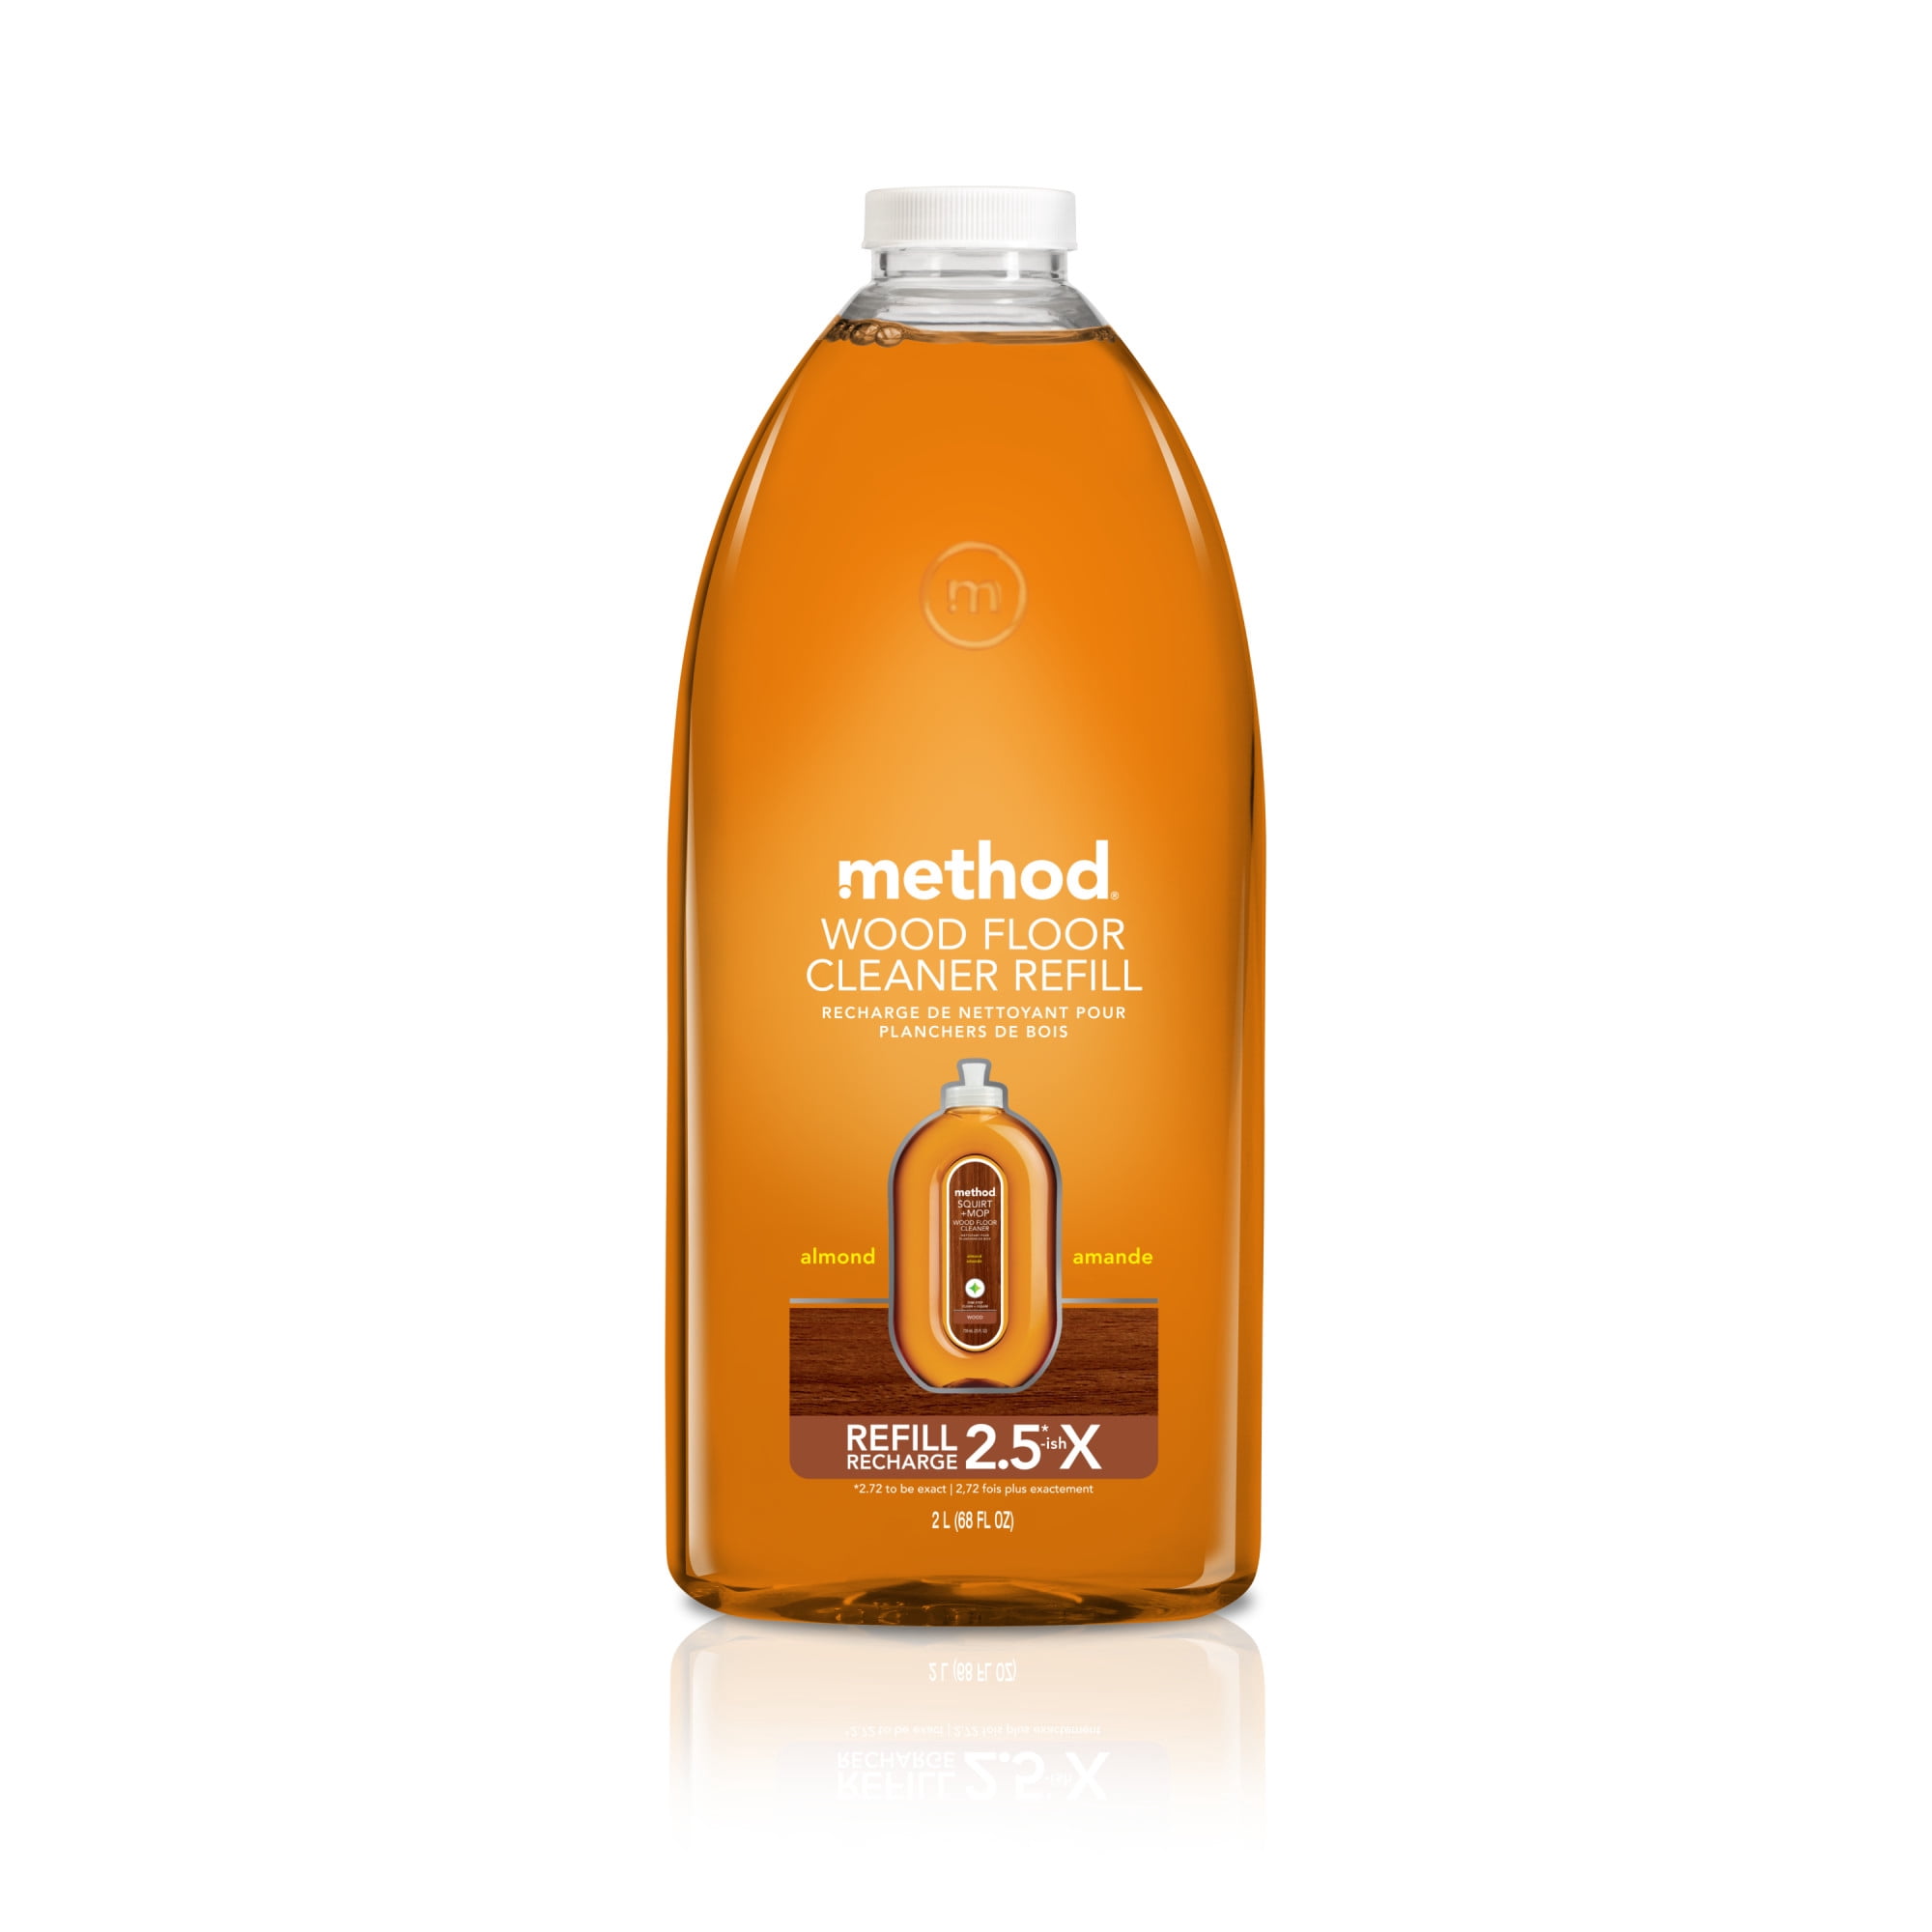 m
method®
WOOD FLOOR
CLEANER REFILL
RECHARGE DE NETTOYANT POUR
PLANCHERS DE BOIS
method
SQUIRT
+MOP
WOOD FLOOR
CLEANER
almond
amande
WOOD
almond
amande
REFILL 2.5*-ish X
RECHARGE
*2.72 to be exact | 2,72 fois plus exactement
2 L (68 FL OZ)